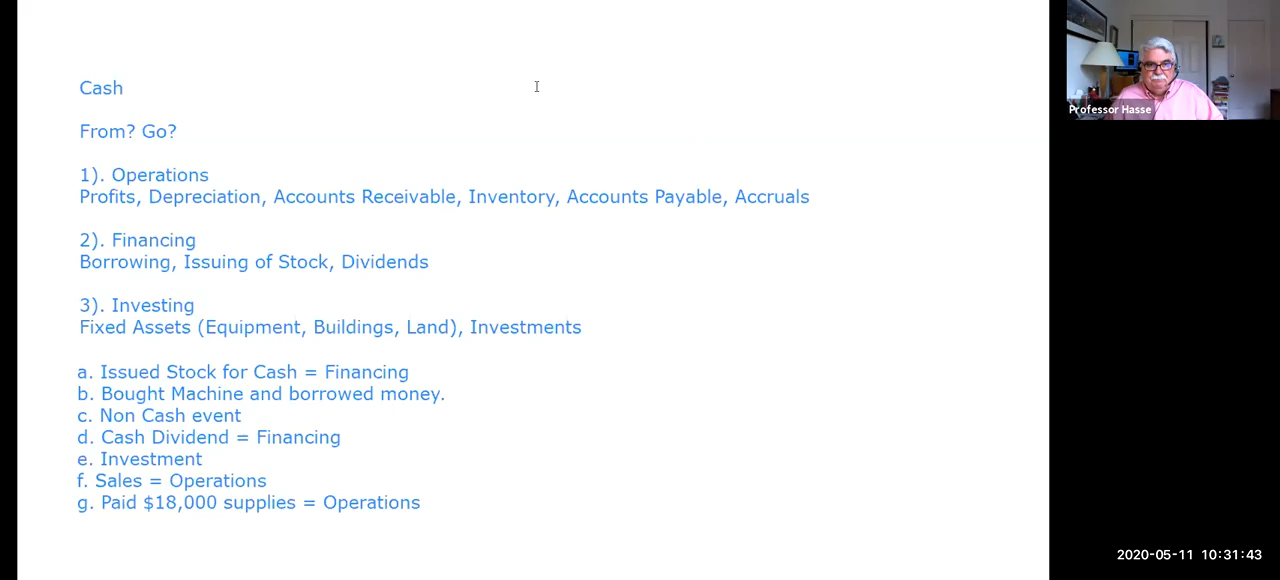 Cash
From? Go?
1). Operations
Profits, Depreciation, Accounts Receivable, Inventory, Accounts Payable, Accruals
2). Financing
Borrowing, Issuing of Stock, Dividends
3). Investing
Fixed Assets (Equipment, Buildings, Land), Investments
a. Issued Stock for Cash = Financing
b. Bought Machine and borrowed money.
c. Non Cash event
d. Cash Dividend = Financing
e. Investment
f. Sales = Operations
g. Paid $18,000 supplies = Operations
Professor Hasse
2020-05-11 10:31:43